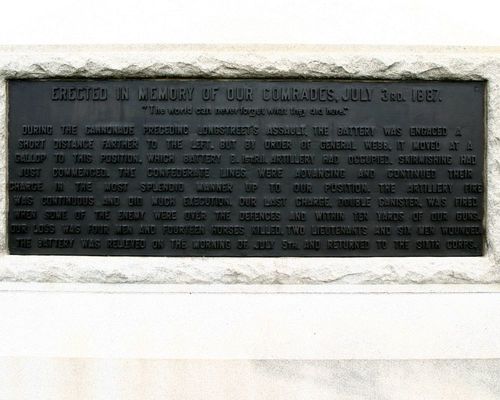 ERECTED IN MEMORY OF OUR COMRADES, JULY 3RD. 1887.
"The world can never forget what they did here."
DURING THE CANNONADE PRECEDING LONGSTREET'S ASSAULT, THE BATTERY WAS ENGAGED A
SHORT DISTANCE FARTHER TO THE LEFT, BUT BY ORDER OF GENERAL WEBB, IT MOVED AT A
GALLOP TO THIS POSITION, WHICH BATTERY B, 1st R.I. ARTILLERY HAD OCCUPIED. SKIRMISHING HAD
JUST COMMENCED. THE CONFEDERATE LINES WERE ADVANCING AND CONTINUED THEIR
CHARGE IN THE MOST SPLENDID MANNER UP TO OUR POSITION. THE ARTILLERY FIRE
WAS CONTINUOUS AND DID MUCH EXECUTION. OUR LAST CHARGE, DOUBLE CANISTER, WAS FIRED
WHEN SOME OF THE ENEMY WERE OVER THE DEFENCES AND WITHIN TEN YARDS OF OUR GUNS.
OUR LOSS WAS FOUR MEN AND FOURTEEN HORSES KILLED, TWO LIEUTENANTS AND SIX MEN WOUNDED.
THE BATTERY WAS RELIEVED ON THE MORNING OF JULY 5TH, AND RETURNED TO THE SIXTH CORPS.